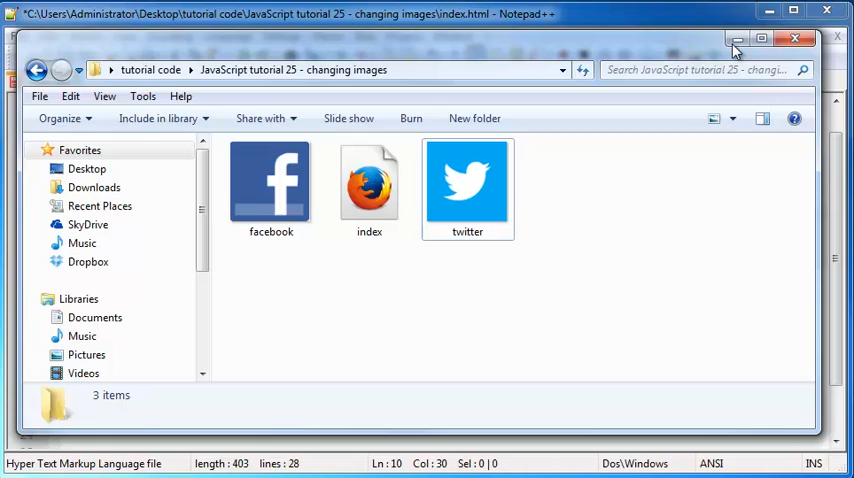 *C:\Users\Administrator\Desktop\tutorial code\JavaScript tutorial 25 - changing images\index.html - Notepad++
tutorial code
JavaScript tutorial 25 - changing images
Search JavaScript tutorial 25 - changi...
File Edit View Tools Help
Organize Include in library Share with Slide show Burn New folder
Favorites
Desktop
Downloads
Recent Places
SkyDrive
Music
Dropbox
Libraries
Documents
Music
Pictures
Videos
facebook index twitter
3 items
Hyper Text Markup Language file length : 403 lines : 28 Ln : 10 Col : 30 Sel : 0 | 0 Dos\Windows ANSI INS